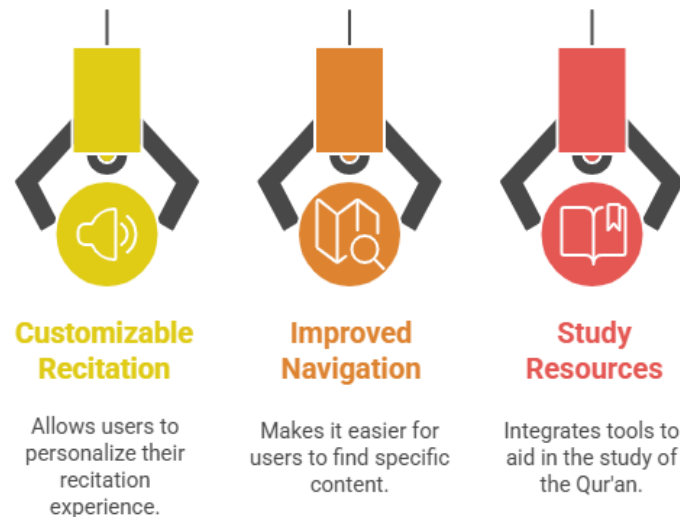 Customizable
Recitation
Allows users to
personalize their
recitation
experience.
Improved
Navigation
Makes it easier for
users to find specific
content.
Study
Resources
Integrates tools to
aid in the study of
the Qur'an.